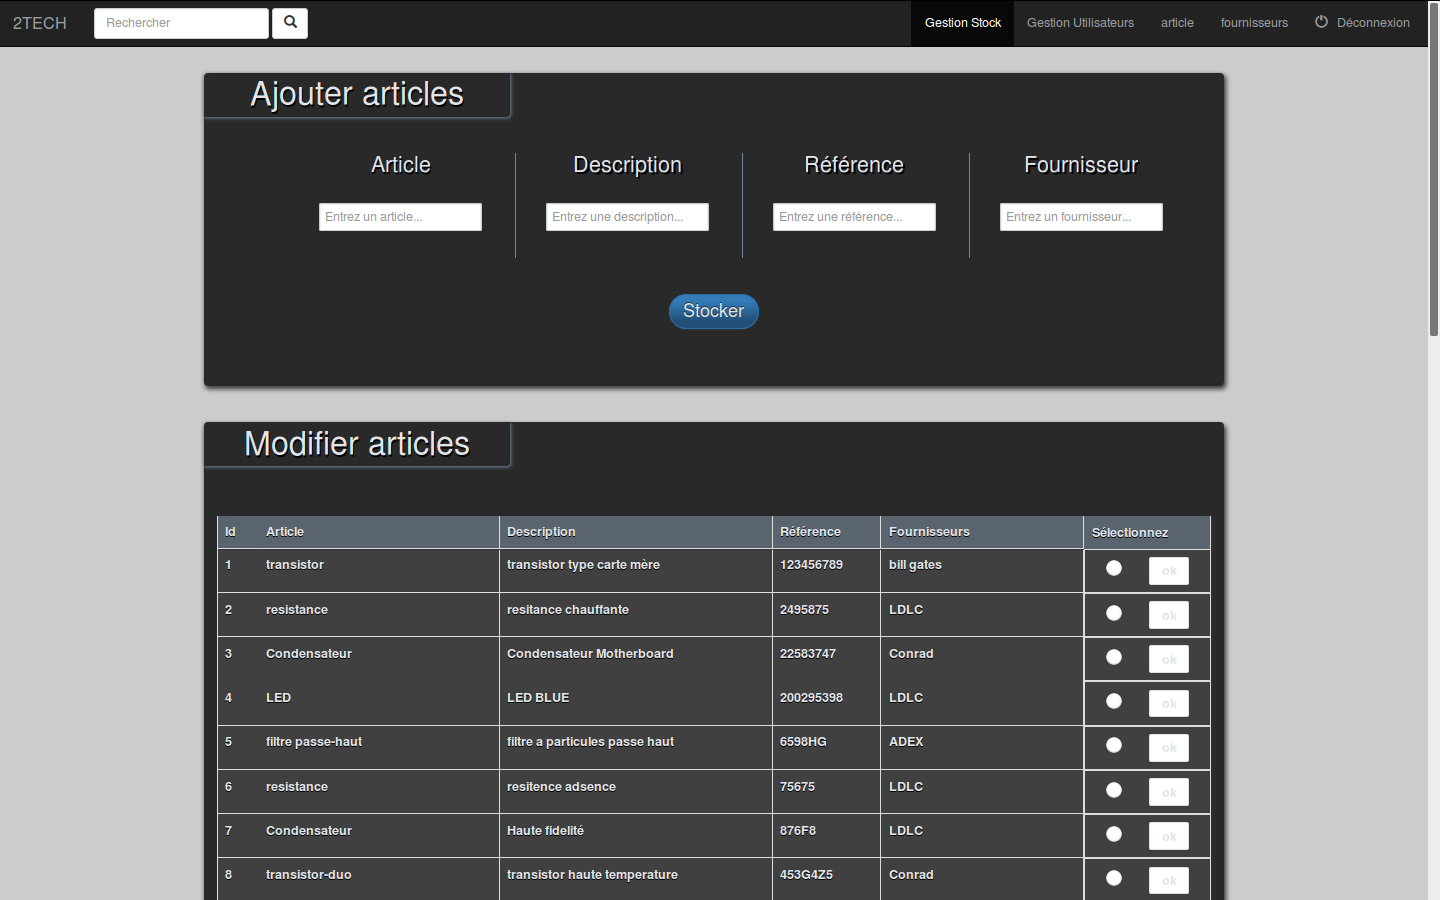 2TECH Rechercher Gestion Stock Gestion Utilisateurs article fournisseurs Déconnexion
Ajouter articles
Article Description Référence Fournisseur
Entrez un article... Entrez une description... Entrez une référence... Entrez un fournisseur...
Stocker
Modifier articles
Id Article Description Référence Fournisseurs Sélectionnez
1 transistor transistor type carte mère 123456789 bill gates ok
2 resistance resitance chauffante 2495875 LDLC ok
3 Condensateur Condensateur Motherboard 22583747 Conrad ok
4 LED LED BLUE 200295398 LDLC ok
5 filtre passe-haut filtre a particules passe haut 6598HG ADEX ok
6 resistance resitence adsence 75675 LDLC ok
7 Condensateur Haute fidelité 876F8 LDLC ok
8 transistor-duo transistor haute temperature 453G4Z5 Conrad ok